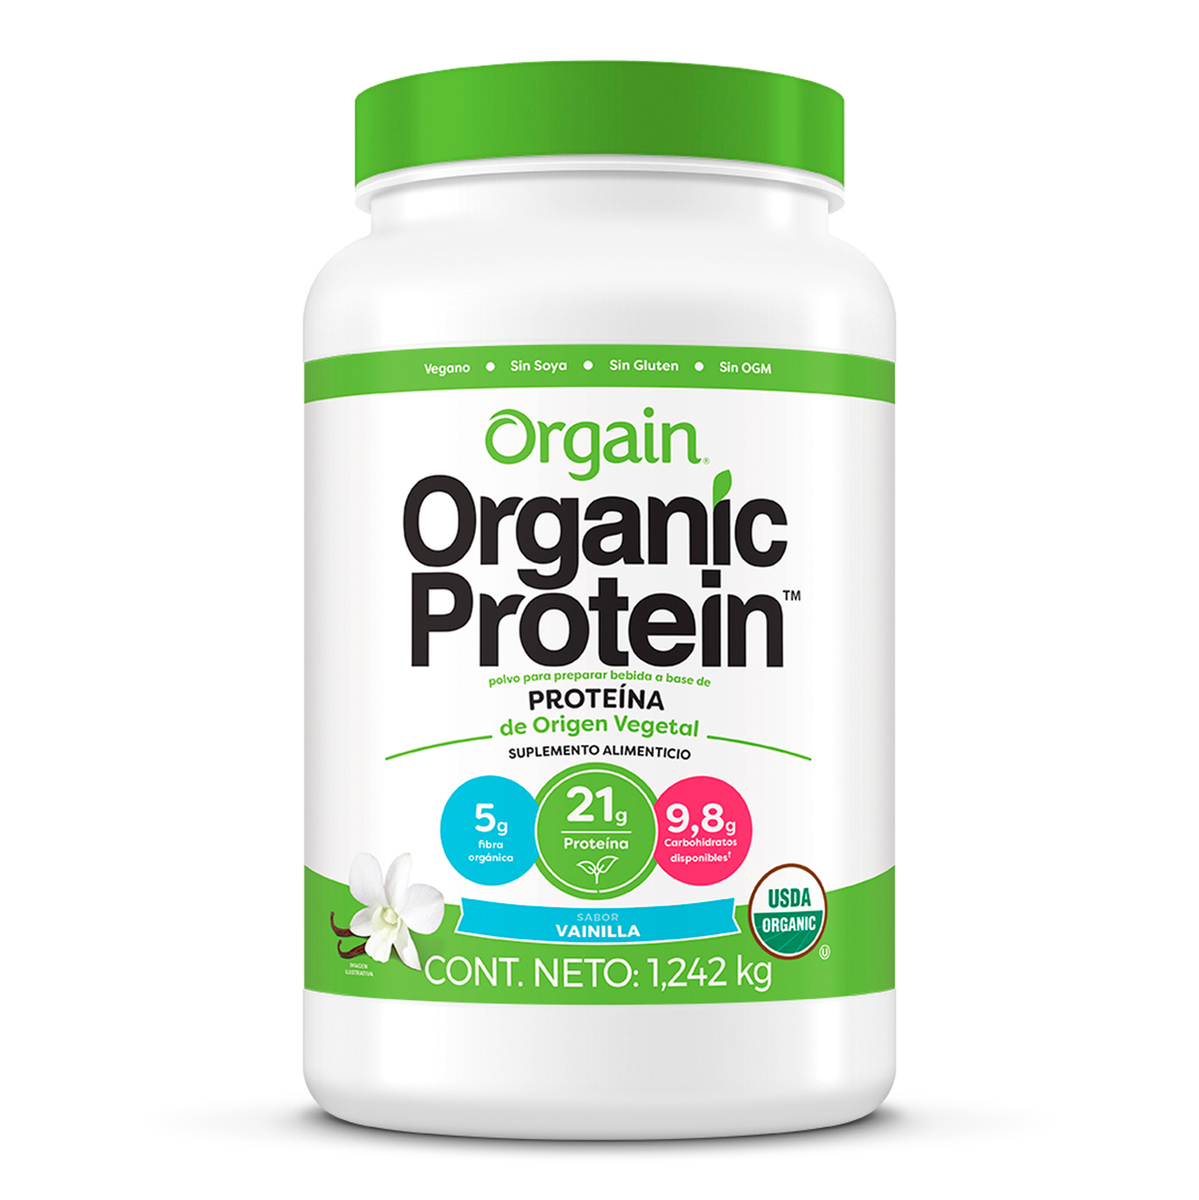 Vegano • Sin Soya • Sin Gluten • Sin OGM
Orgain®
Organic
Protein™
polvo para preparar bebida a base de
PROTEÍNA
de Origen Vegetal
SUPLEMENTO ALIMENTICIO
5g
fibra
orgánica
21g
Proteína
9,8g
Carbohidratos
disponibles†
SABOR
VAINILLA
USDA
ORGANIC
U
IMAGEN
ILUSTRATIVA
CONT. NETO: 1,242 kg